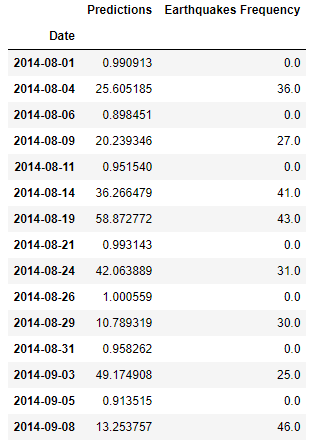 Predictions Earthquakes Frequency
Date
2014-08-01 0.990913 0.0
2014-08-04 25.605185 36.0
2014-08-06 0.898451 0.0
2014-08-09 20.239346 27.0
2014-08-11 0.951540 0.0
2014-08-14 36.266479 41.0
2014-08-19 58.872772 43.0
2014-08-21 0.993143 0.0
2014-08-24 42.063889 31.0
2014-08-26 1.000559 0.0
2014-08-29 10.789319 30.0
2014-08-31 0.958262 0.0
2014-09-03 49.174908 25.0
2014-09-05 0.913515 0.0
2014-09-08 13.253757 46.0